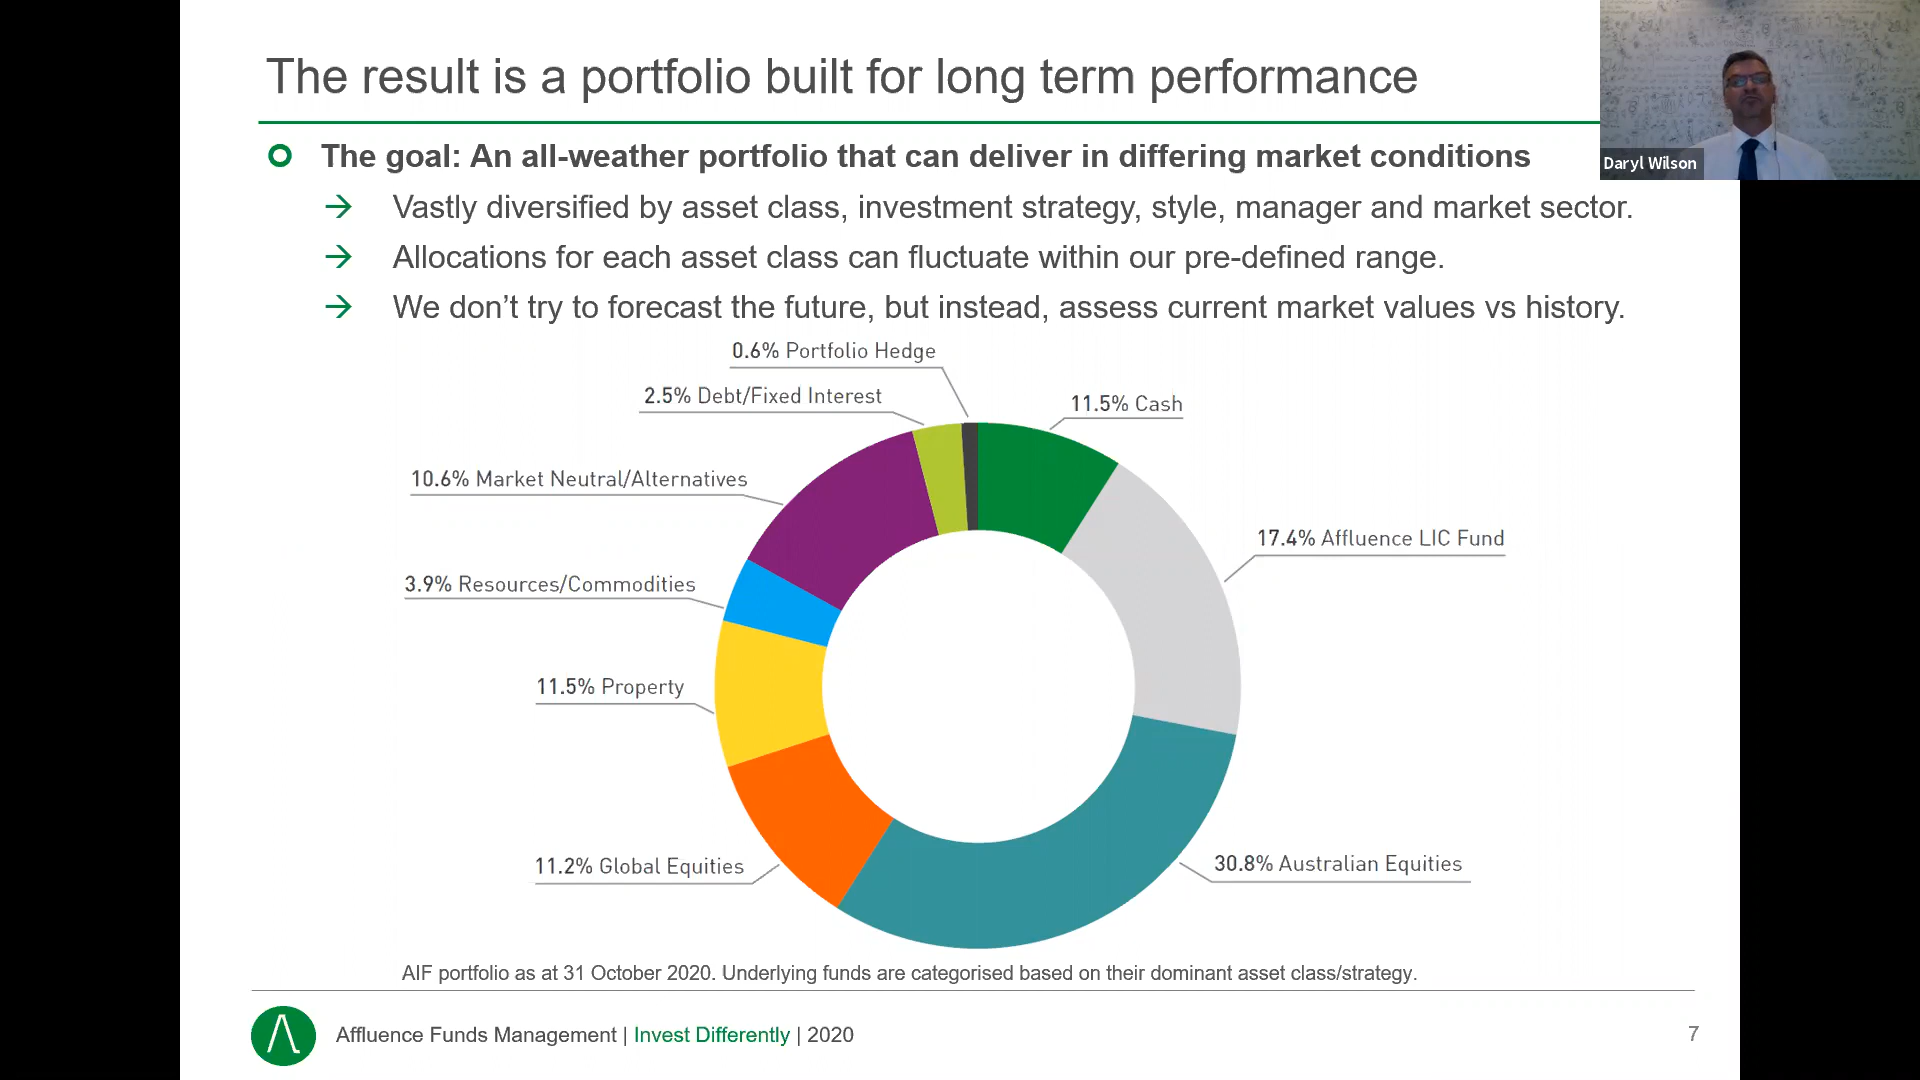 The result is a portfolio built for long term performance
Daryl Wilson
The goal: An all-weather portfolio that can deliver in differing market conditions
Vastly diversified by asset class, investment strategy, style, manager and market sector.
Allocations for each asset class can fluctuate within our pre-defined range.
We don’t try to forecast the future, but instead, assess current market values vs history.
0.6% Portfolio Hedge
2.5% Debt/Fixed Interest
11.5% Cash
10.6% Market Neutral/Alternatives
17.4% Affluence LIC Fund
3.9% Resources/Commodities
11.5% Property
11.2% Global Equities
30.8% Australian Equities
AIF portfolio as at 31 October 2020. Underlying funds are categorised based on their dominant asset class/strategy.
Affluence Funds Management | Invest Differently | 2020
7